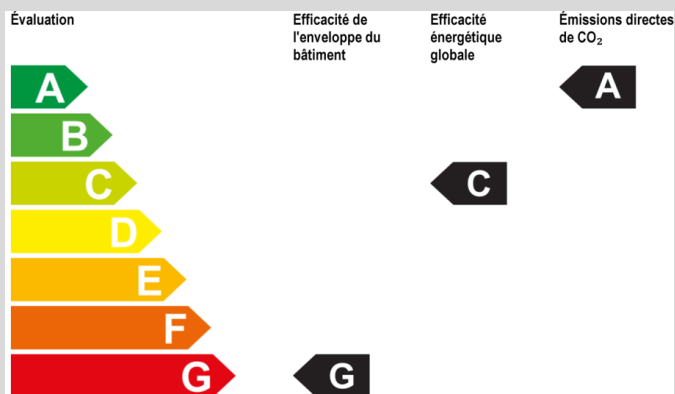 Évaluation
Efficacité de
l'enveloppe du
bâtiment
Efficacité
énergétique
globale
Émissions directes
de CO₂
A
A
B
C
C
D
E
F
G
G